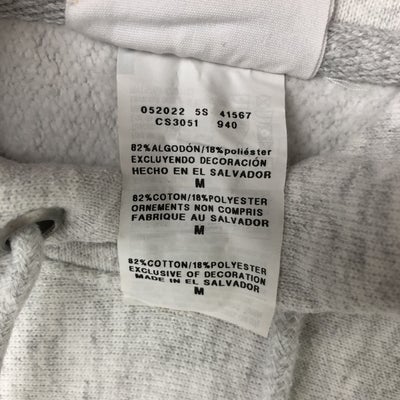 052022 5S 41567
CS3051 940
82%ALGODÓN/18%poliéster
EXCLUYENDO DECORACIÓN
HECHO EN EL SALVADOR
M
82%COTON/18%POLYESTER
ORNEMENTS NON COMPRIS
FABRIQUE AU SALVADOR
M
82%COTTON/18%POLYESTER
EXCLUSIVE OF DECORATION
MADE IN EL SALVADOR
M